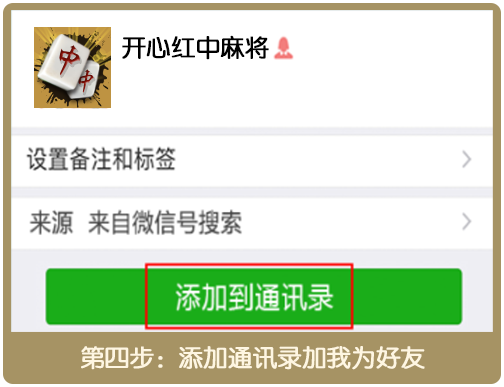 开心红中麻将
中
中
设置备注和标签
来源 来自微信号搜索
添加到通讯录
第四步：添加通讯录加我为好友